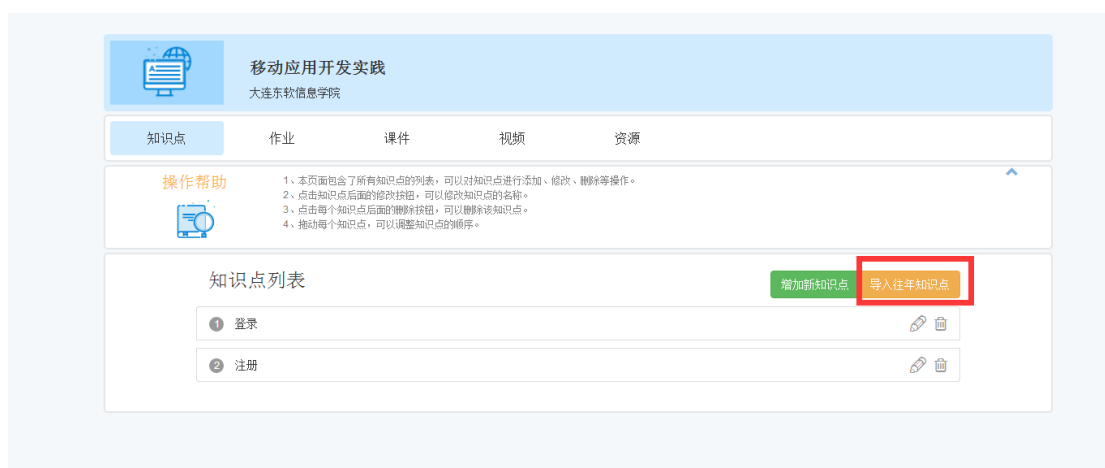 移动应用开发实践
大连东软信息学院
知识点 作业 课件 视频 资源
操作帮助
1、本页面包含了所有知识点的列表，可以对知识点进行添加、修改、删除等操作。
2、点击知识点后面的修改按钮，可以修改知识点的名称。
3、点击每个知识点后面的删除按钮，可以删除该知识点。
4、拖动每个知识点，可以调整知识点的顺序。
知识点列表
增加新知识点 导入往年知识点
1 登录
2 注册